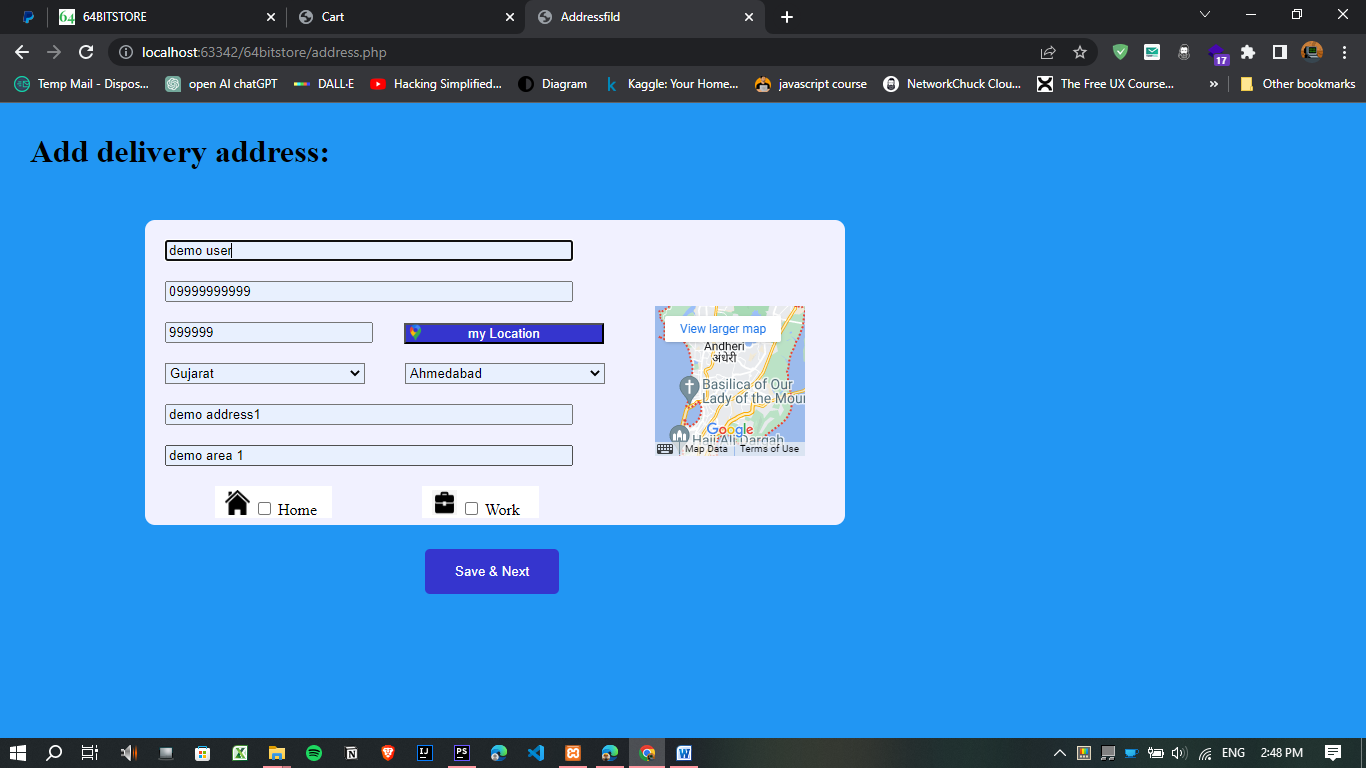 64BITSTORE
Cart
Addressfild
localhost:63342/64bitstore/address.php
17
Temp Mail - Dispos...
open AI chatGPT
DALL·E
Hacking Simplified...
Diagram
Kaggle: Your Home...
javascript course
NetworkChuck Clou...
The Free UX Course...
»
Other bookmarks
Add delivery address:
demo user
09999999999
999999
my Location
Gujarat
Ahmedabad
demo address1
demo area 1
Home
Work
View larger map
Andheri
अंधेरी
Basilica of Our
Lady of the Mou
Google
Haji Ali Dargah
Map Data
Terms of Use
Save & Next
ENG
2:48 PM